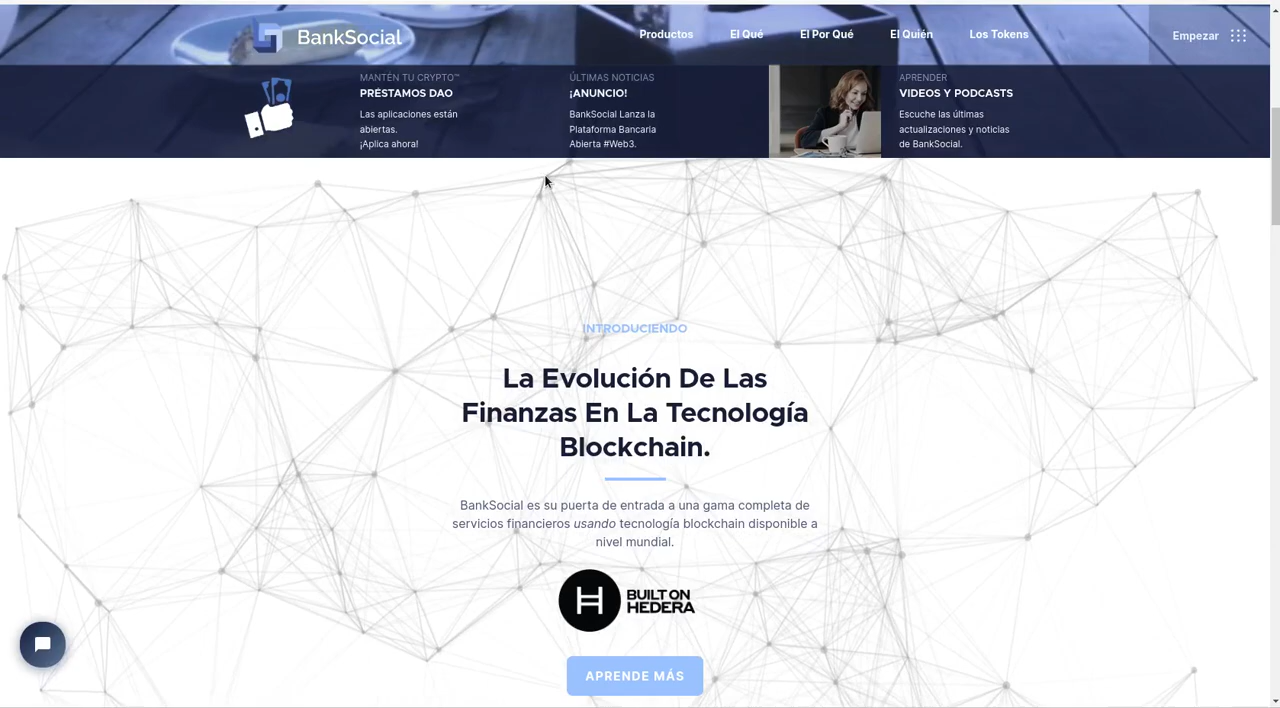 BankSocial
Productos El Qué El Por Qué El Quién Los Tokens
Empezar
MANTÉN TU CRYPTO™
PRÉSTAMOS DAO
Las aplicaciones están
abiertas.
¡Aplica ahora!
ÚLTIMAS NOTICIAS
¡ANUNCIO!
BankSocial Lanza la
Plataforma Bancaria
Abierta #Web3.
APRENDER
VIDEOS Y PODCASTS
Escuche las últimas
actualizaciones y noticias
de BankSocial.
INTRODUCIENDO
La Evolución De Las
Finanzas En La Tecnología
Blockchain.
BankSocial es su puerta de entrada a una gama completa de
servicios financieros usando tecnología blockchain disponible a
nivel mundial.
BUILT ON
HEDERA
APRENDE MÁS